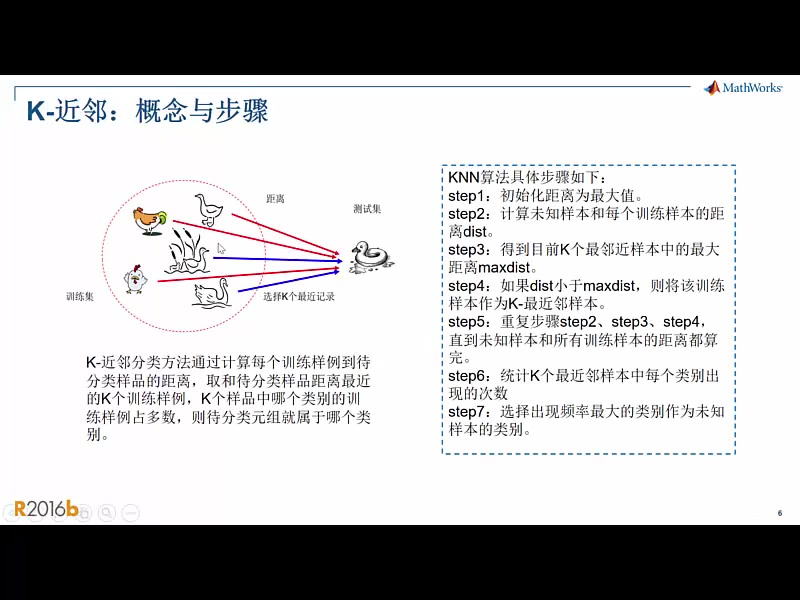 MathWorks
K-近邻：概念与步骤
距离
测试集
训练集
选择K个最近记录
K-近邻分类方法通过计算每个训练样例到待
分类样品的距离，取和待分类样品距离最近
的K个训练样例，K个样品中哪个类别的训
练样例占多数，则待分类元组就属于哪个类
别。
KNN算法具体步骤如下：
step1：初始化距离为最大值。
step2：计算未知样本和每个训练样本的距
离dist。
step3：得到目前K个最邻近样本中的最大
距离maxdist。
step4：如果dist小于maxdist，则将该训练
样本作为K-最近邻样本。
step5：重复步骤step2、step3、step4，
直到未知样本和所有训练样本的距离都算
完。
step6：统计K个最近邻样本中每个类别出
现的次数
step7：选择出现频率最大的类别作为未知
样本的类别。
R2016b
6